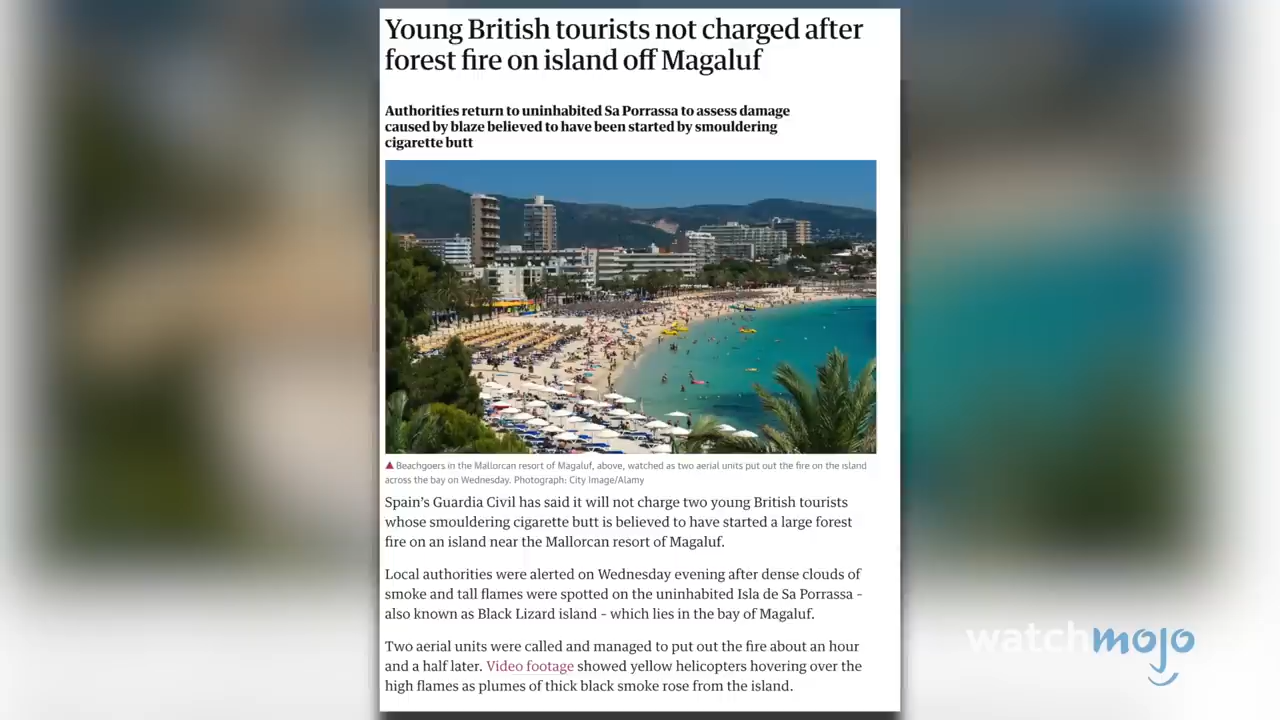 Young British tourists not charged after
forest fire on island off Magaluf
Authorities return to uninhabited Sa Porrassa to assess damage
caused by blaze believed to have been started by smouldering
cigarette butt
Beachgoers in the Mallorcan resort of Magaluf, above, watched as two aerial units put out the fire on the island
across the bay on Wednesday. Photograph: City Image/Alamy
Spain's Guardia Civil has said it will not charge two young British tourists
whose smouldering cigarette butt is believed to have started a large forest
fire on an island near the Mallorcan resort of Magaluf.
Local authorities were alerted on Wednesday evening after dense clouds of
smoke and tall flames were spotted on the uninhabited Isla de Sa Porrassa –
also known as Black Lizard island – which lies in the bay of Magaluf.
Two aerial units were called and managed to put out the fire about an hour
and a half later. Video footage showed yellow helicopters hovering over the
high flames as plumes of thick black smoke rose from the island.
watchmojo